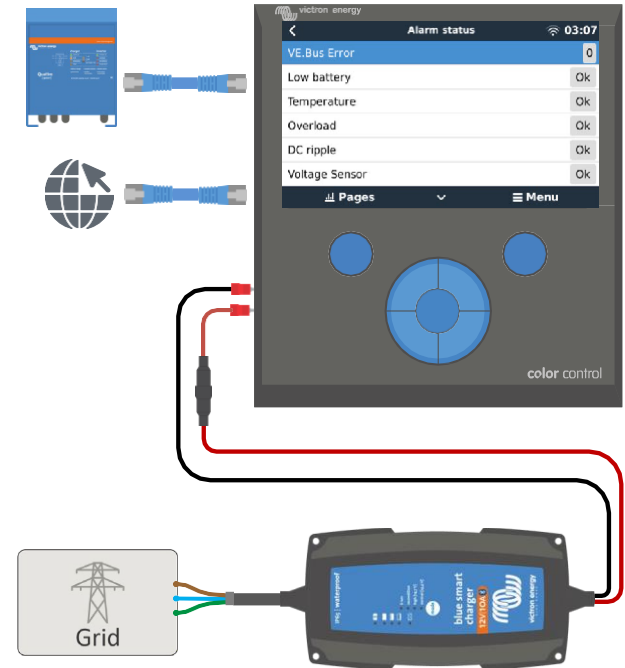 victron energy
Alarm status 03:07
VE.Bus Error 0
Low battery Ok
Temperature Ok
Overload Ok
DC ripple Ok
Voltage Sensor Ok
Pages Menu
color control
Grid
waterproof
blue smart
charger
12V/10A
victron energy